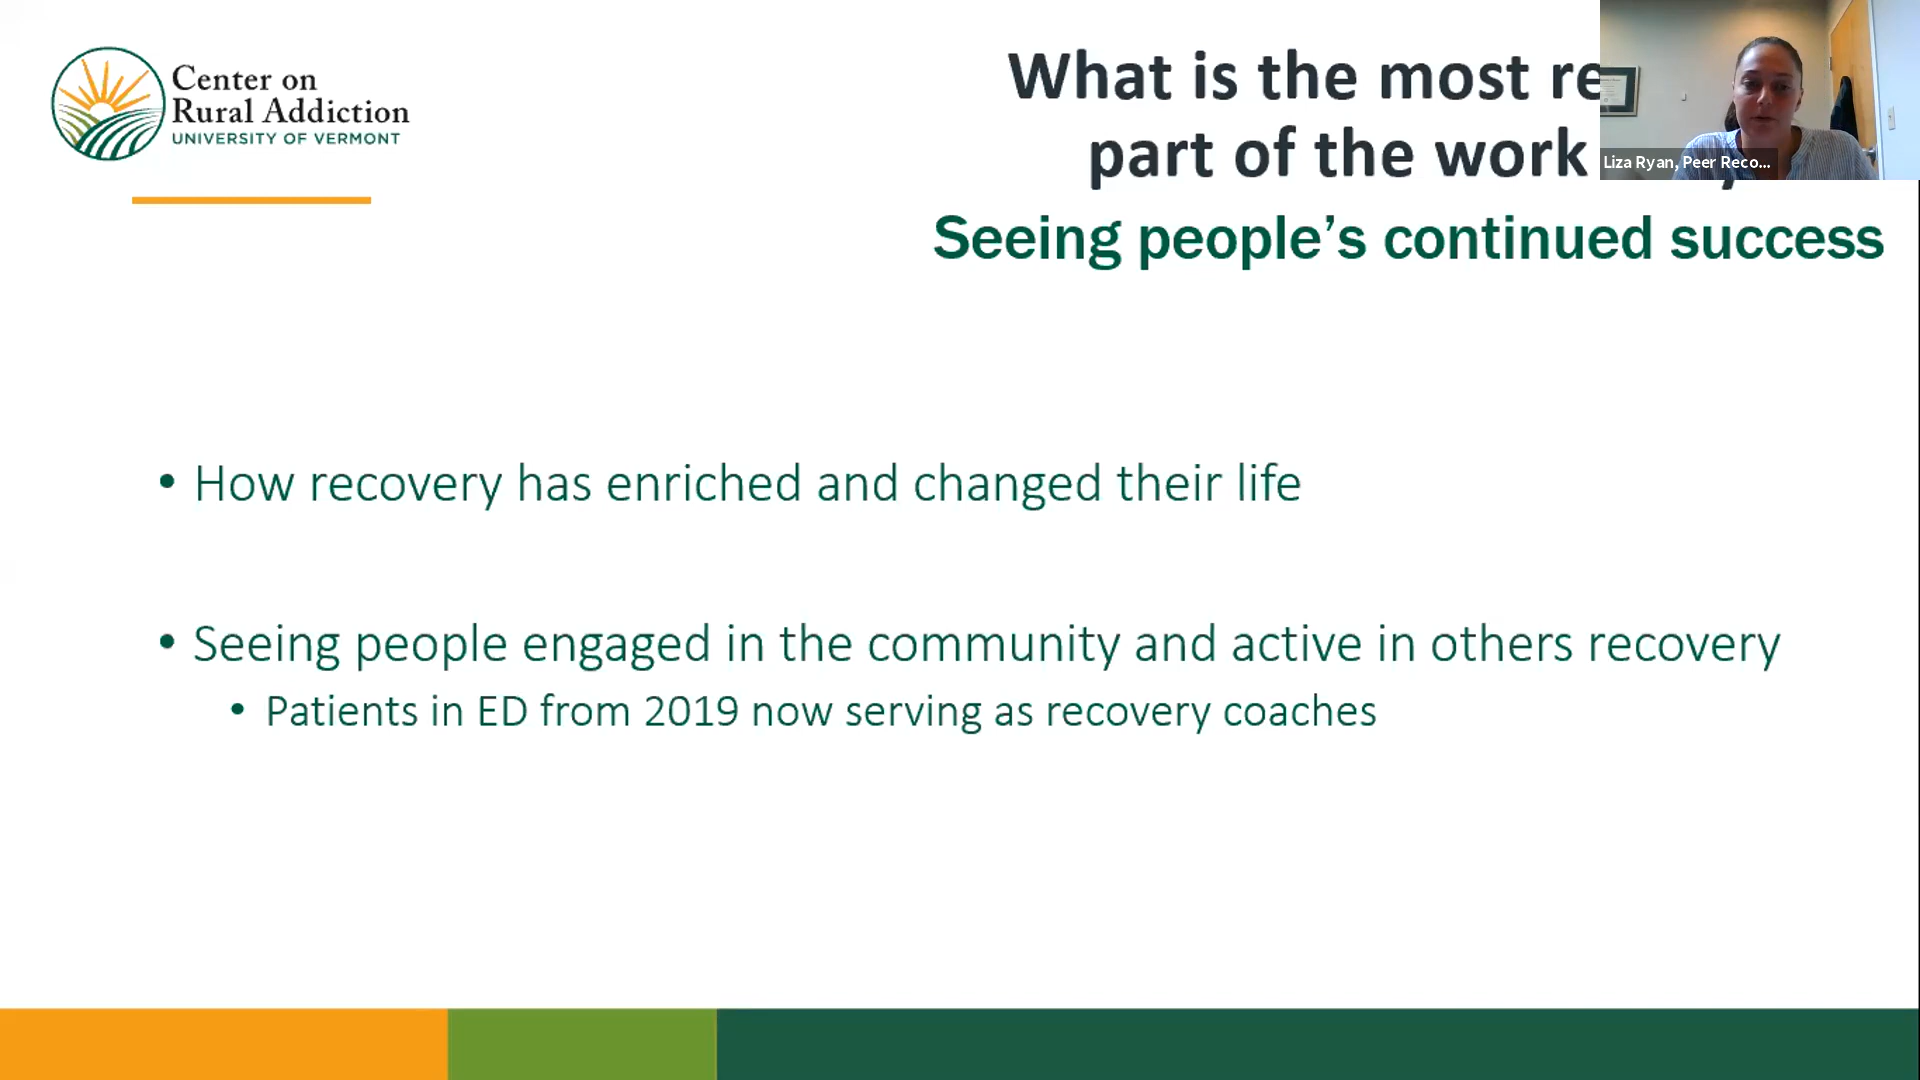 Center on
Rural Addiction
UNIVERSITY OF VERMONT
What is the most
part of the work
Liza Ryan, Peer Reco...
Seeing people’s continued success
• How recovery has enriched and changed their life
• Seeing people engaged in the community and active in others recovery
• Patients in ED from 2019 now serving as recovery coaches